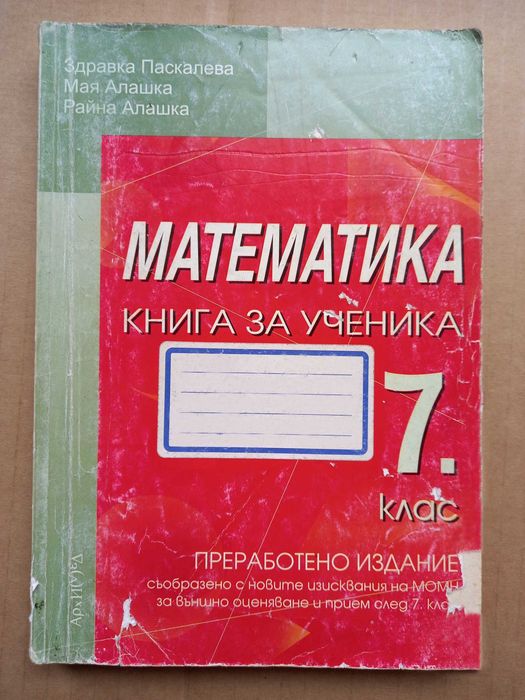 Здравка Паскалева
Мая Алашка
Райна Алашка
МАТЕМАТИКА
КНИГА ЗА УЧЕНИКА
7.
клас
ПРЕРАБОТЕНО ИЗДАНИЕ
съобразено с новите изисквания на МОМН
за външно оценяване и прием след 7.